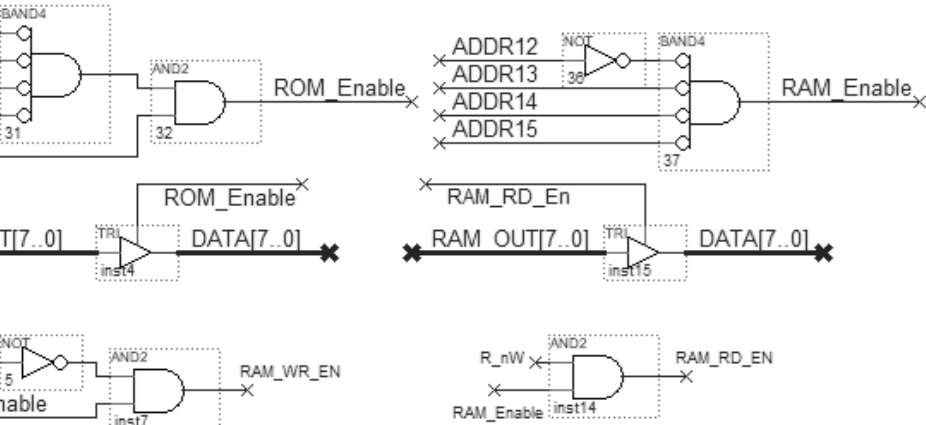 BAND4
31
AND2
32
ROM_Enable
ADDR12
ADDR13
ADDR14
ADDR15
NOT
36
BAND4
37
RAM_Enable
ROM_Enable
RAM_RD_En
T[7..0]
TRI
inst4
DATA[7..0]
RAM_OUT[7..0]
TRI
inst15
DATA[7..0]
NOT
5
nable
AND2
inst7
RAM_WR_EN
R_nW
RAM_Enable
AND2
inst14
RAM_RD_EN